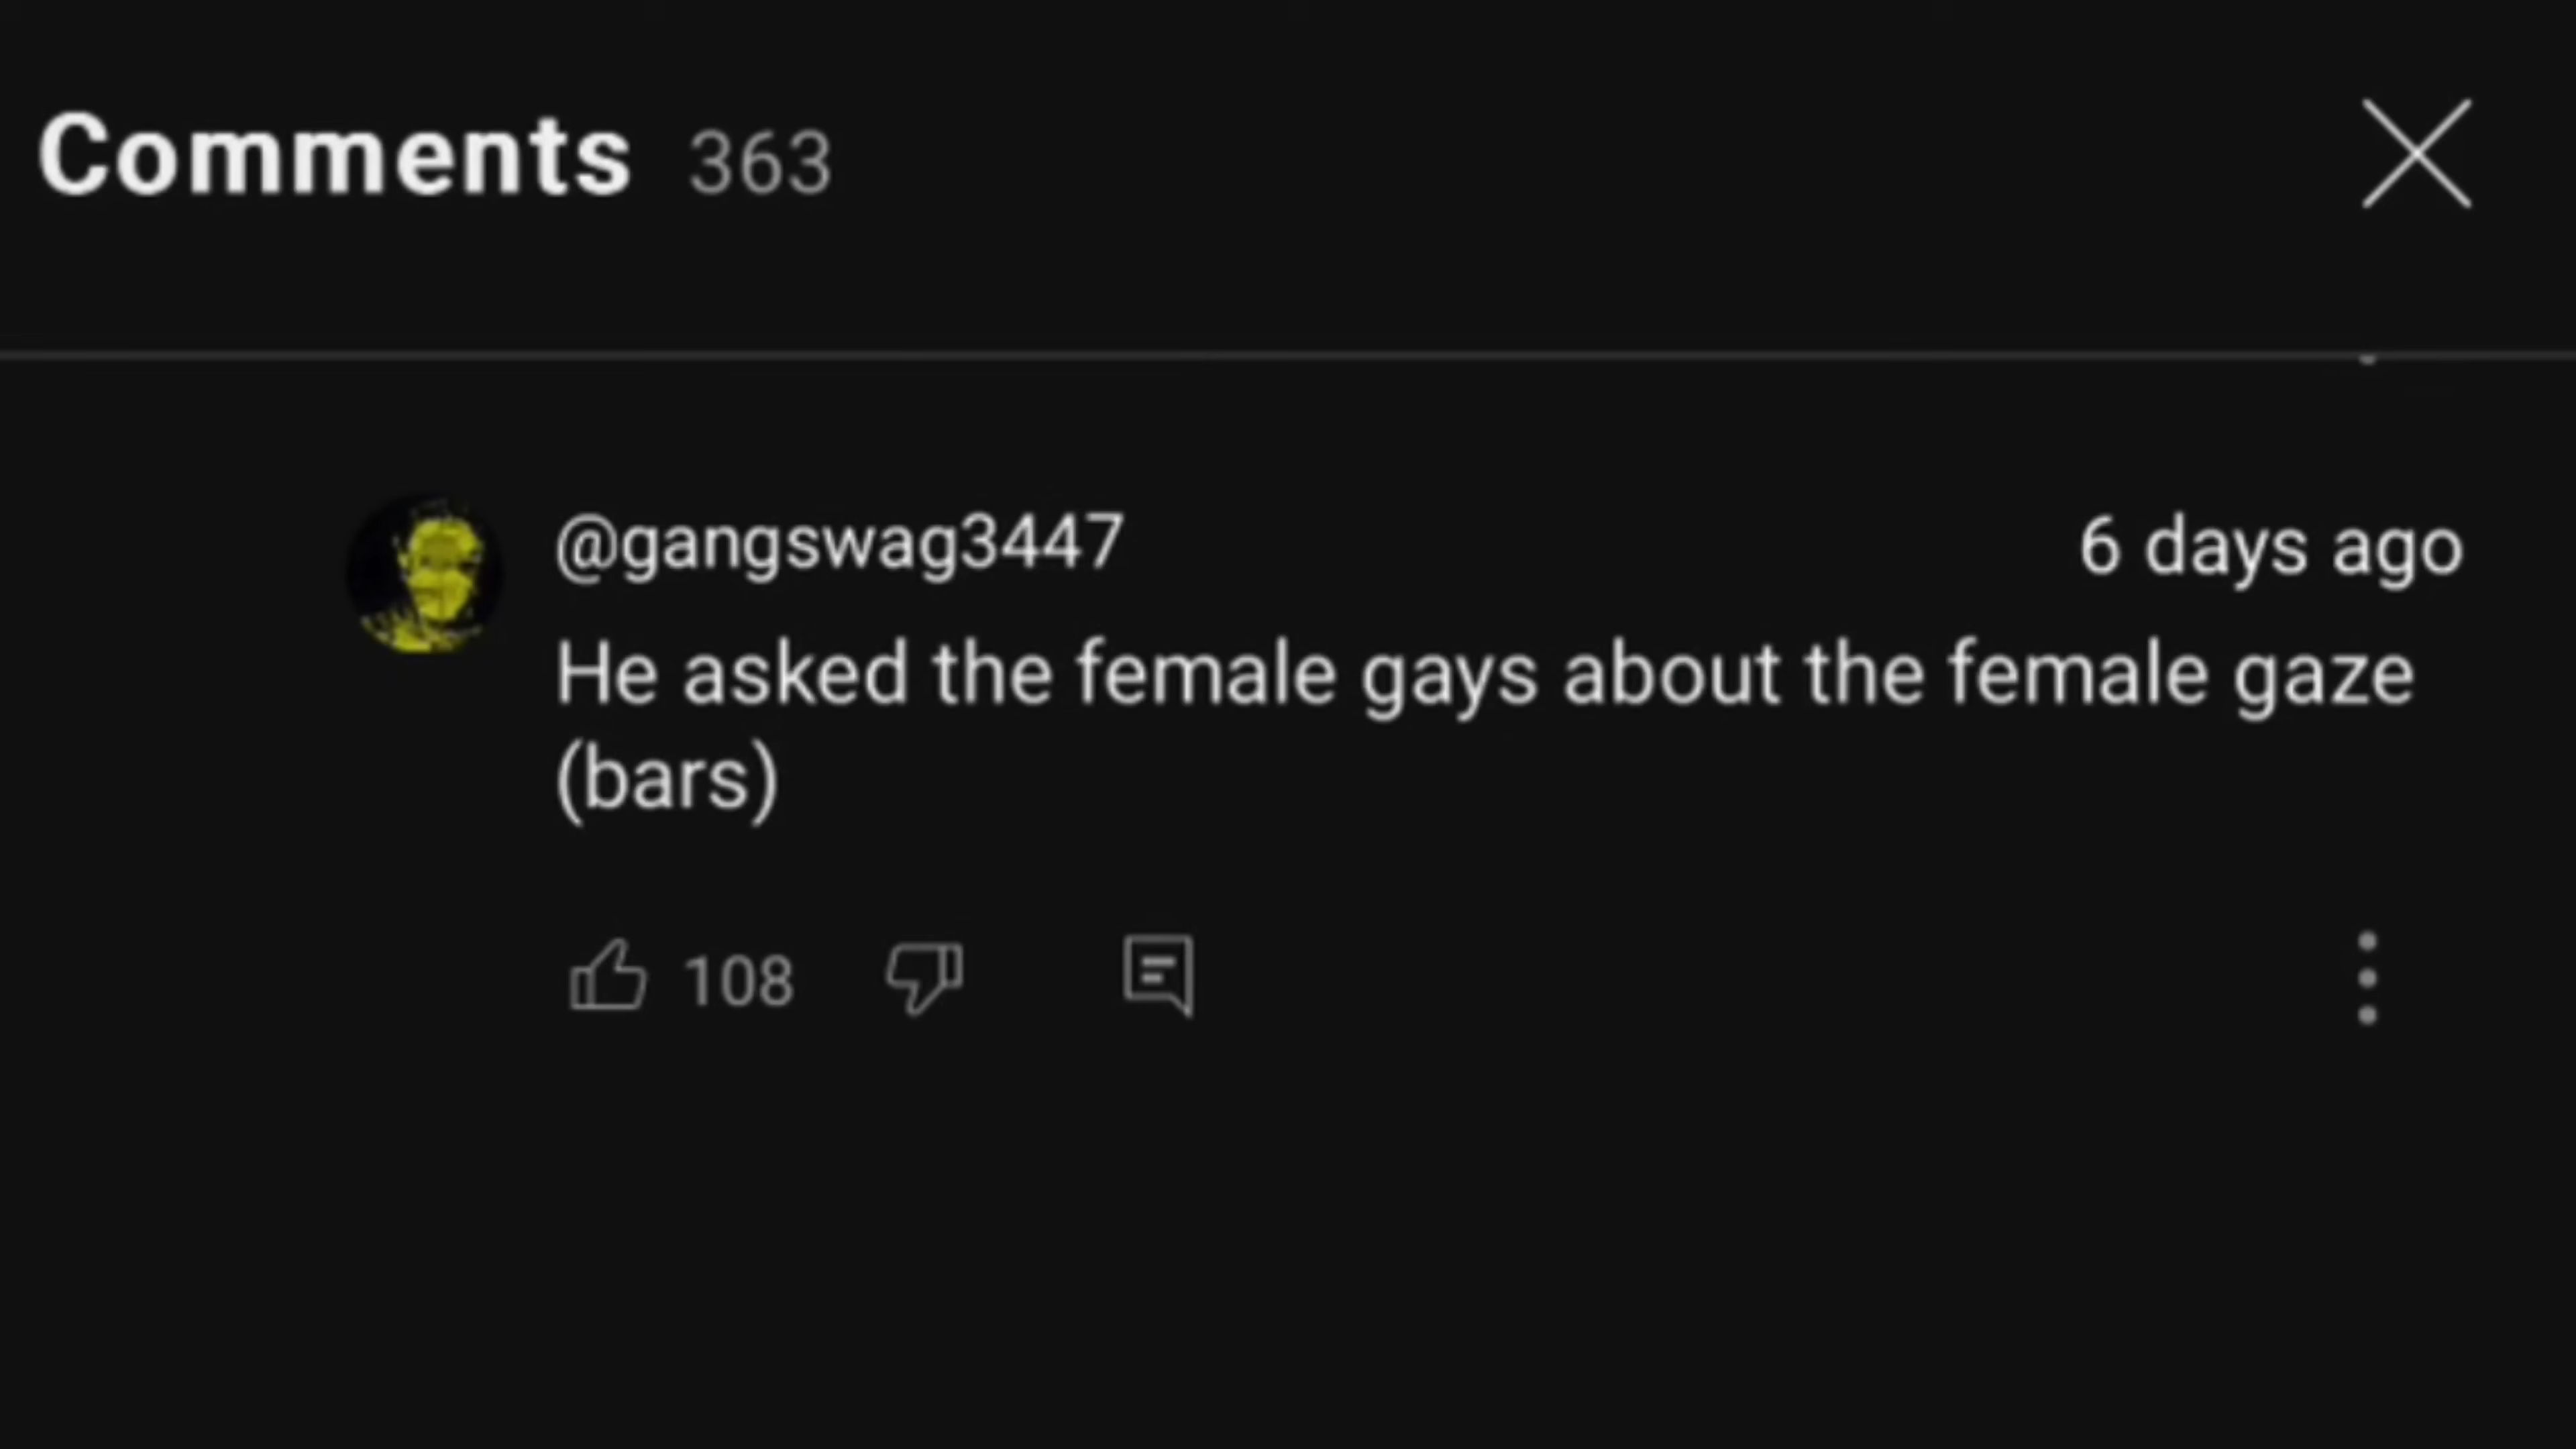 Comments 363
@gangswag3447 6 days ago
He asked the female gays about the female gaze
(bars)
108